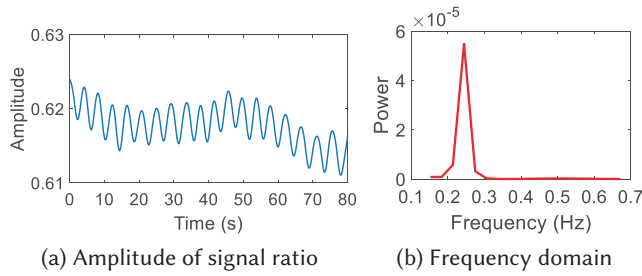 0.63
0.62
0.61
Amplitude
0 10 20 30 40 50 60 70 80
Time (s)
(a) Amplitude of signal ratio
6 ×10⁻⁵
4
2
0
Power
0.1 0.2 0.3 0.4 0.5 0.6 0.7
Frequency (Hz)
(b) Frequency domain